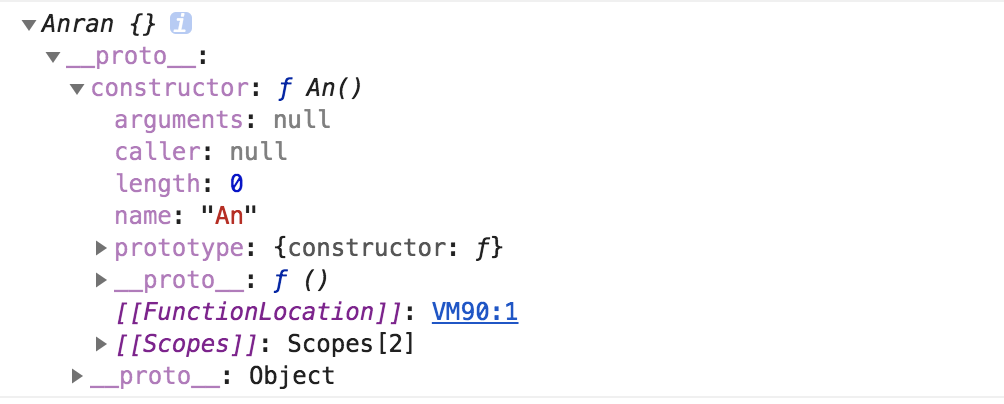 Anran {} i
__proto__:
constructor: ƒ An()
arguments: null
caller: null
length: 0
name: "An"
prototype: {constructor: ƒ}
__proto__: ƒ ()
[[FunctionLocation]]: VM90:1
[[Scopes]]: Scopes[2]
__proto__: Object